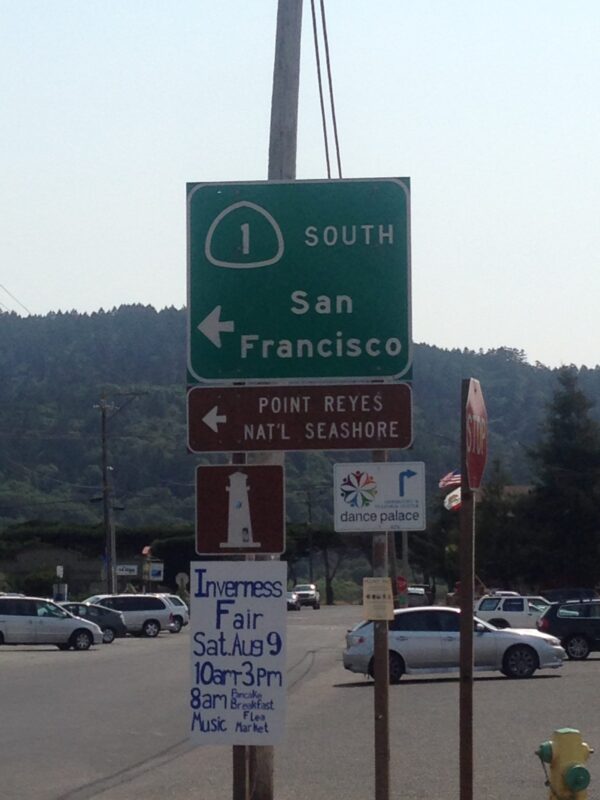 1 SOUTH
San
Francisco
POINT REYES
NAT'L SEASHORE
STOP
dance palace
Inverness
Fair
Sat. Aug 9
10am-3pm
8am Pancake Breakfast
Music Flea Market